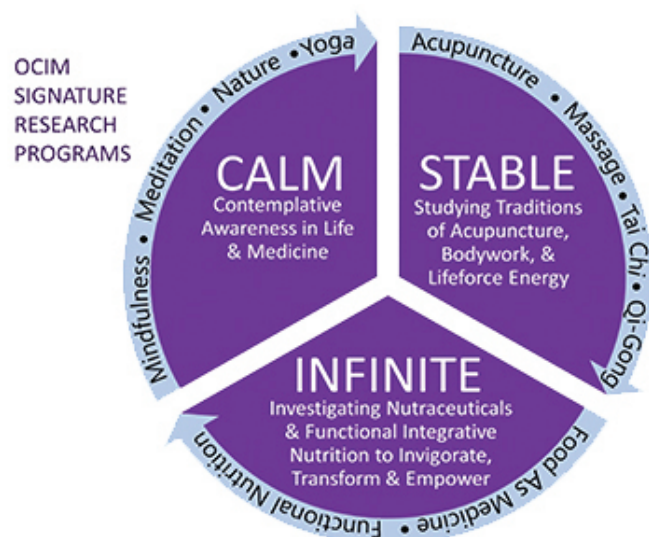 OCIM
SIGNATURE
RESEARCH
PROGRAMS
Mindfulness • Meditation • Nature • Yoga
CALM
Contemplative
Awareness in Life
& Medicine
Acupuncture • Massage • Tai Chi • Qi-Gong
STABLE
Studying Traditions
of Acupuncture,
Bodywork, &
Lifeforce Energy
INFINITE
Investigating Nutraceuticals
& Functional Integrative
Nutrition to Invigorate,
Transform & Empower
Food As Medicine • Functional Nutrition